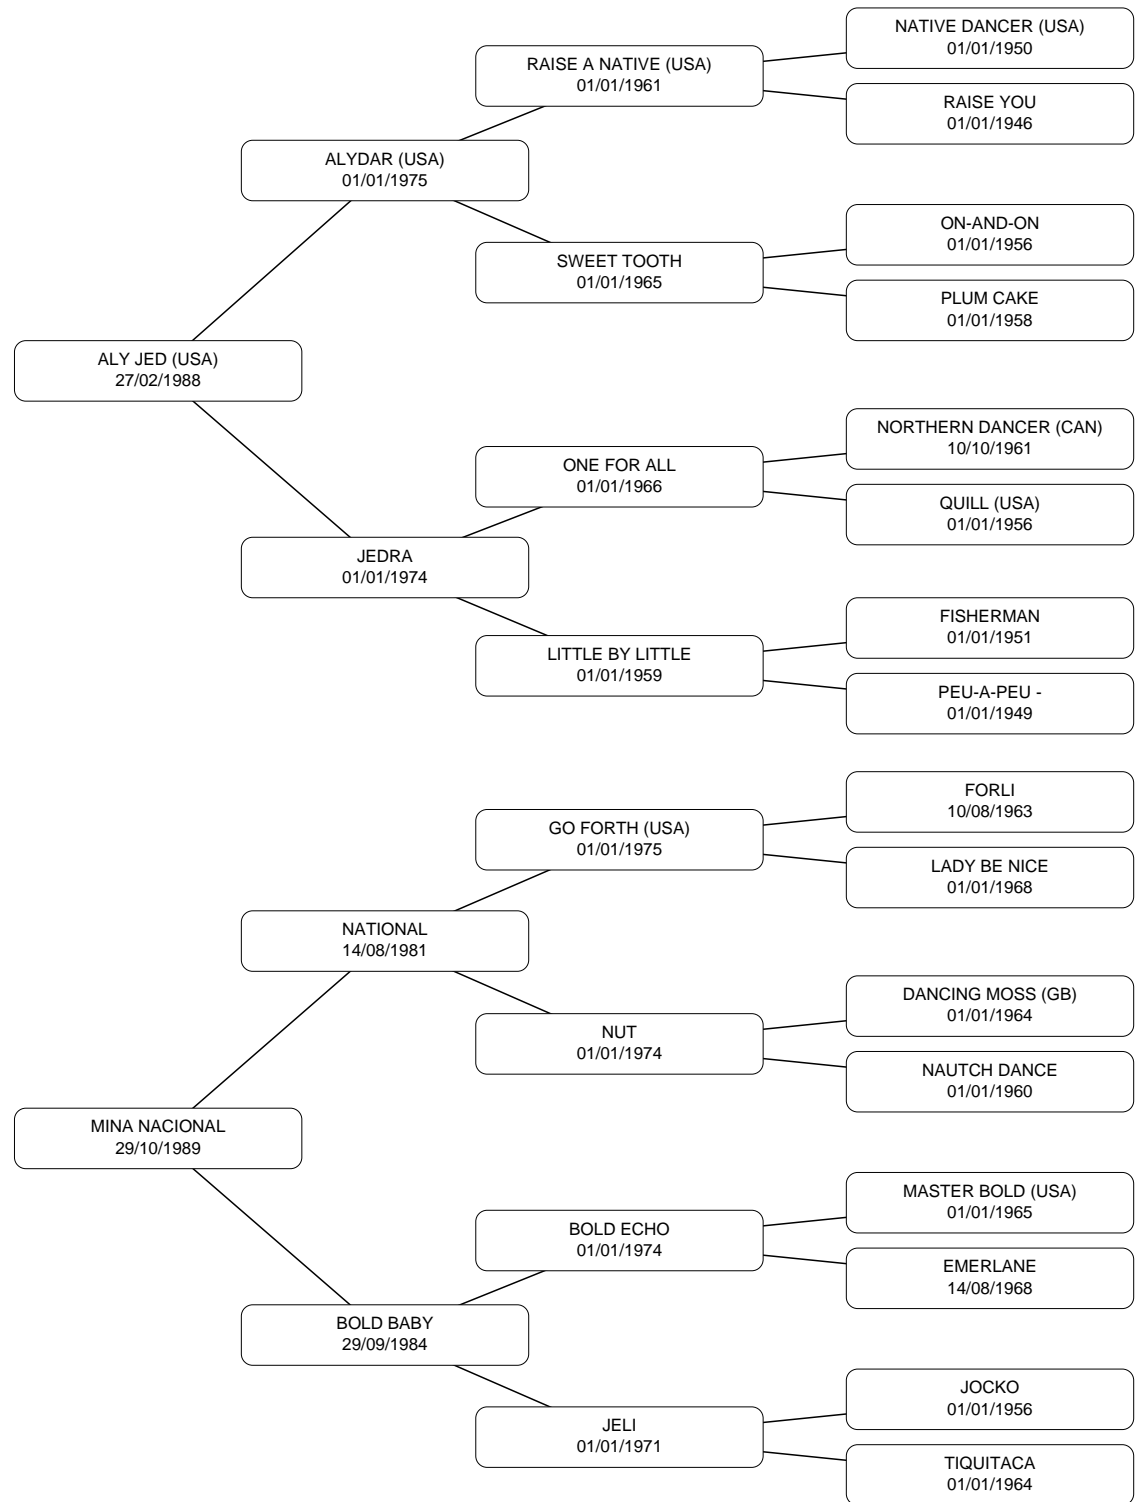 NATIVE DANCER (USA)
01/01/1950
RAISE A NATIVE (USA)
01/01/1961
RAISE YOU
01/01/1946
ALYDAR (USA)
01/01/1975
ON-AND-ON
01/01/1956
SWEET TOOTH
01/01/1965
PLUM CAKE
01/01/1958
ALY JED (USA)
27/02/1988
NORTHERN DANCER (CAN)
10/10/1961
ONE FOR ALL
01/01/1966
QUILL (USA)
01/01/1956
JEDRA
01/01/1974
FISHERMAN
01/01/1951
LITTLE BY LITTLE
01/01/1959
PEU-A-PEU -
01/01/1949
FORLI
10/08/1963
GO FORTH (USA)
01/01/1975
LADY BE NICE
01/01/1968
NATIONAL
14/08/1981
DANCING MOSS (GB)
01/01/1964
NUT
01/01/1974
NAUTCH DANCE
01/01/1960
MINA NACIONAL
29/10/1989
MASTER BOLD (USA)
01/01/1965
BOLD ECHO
01/01/1974
EMERLANE
14/08/1968
BOLD BABY
29/09/1984
JOCKO
01/01/1956
JELI
01/01/1971
TIQUITACA
01/01/1964